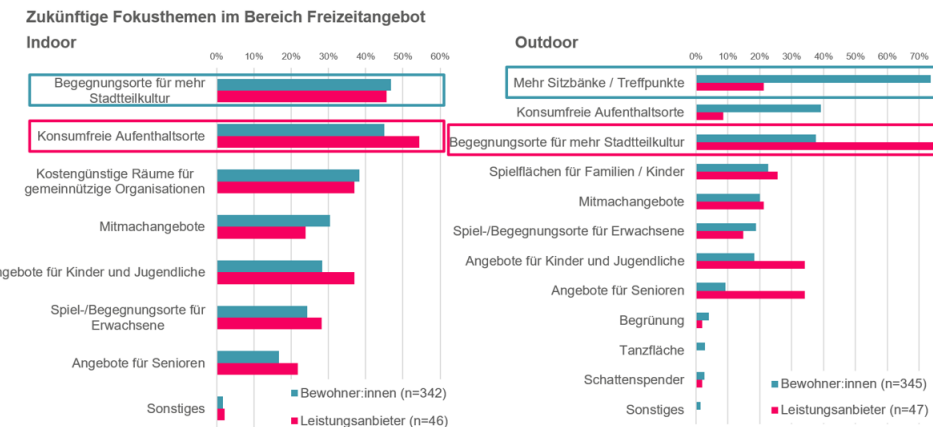 Zukünftige Fokusthemen im Bereich Freizeitangebot
Indoor
0% 10% 20% 30% 40% 50% 60%
Begegnungsorte für mehr
Stadtteilkultur
Konsumfreie Aufenthaltsorte
Kostengünstige Räume für
gemeinnützige Organisationen
Mitmachangebote
ngebote für Kinder und Jugendliche
Spiel-/Begegnungsorte für
Erwachsene
Angebote für Senioren
Sonstiges
Bewohner:innen (n=342)
Leistungsanbieter (n=46)
Outdoor
0% 10% 20% 30% 40% 50% 60% 70%
Mehr Sitzbänke / Treffpunkte
Konsumfreie Aufenthaltsorte
Begegnungsorte für mehr Stadtteilkultur
Spielflächen für Familien / Kinder
Mitmachangebote
Spiel-/Begegnungsorte für Erwachsene
Angebote für Kinder und Jugendliche
Angebote für Senioren
Begrünung
Tanzfläche
Schattenspender
Sonstiges
Bewohner:innen (n=345)
Leistungsanbieter (n=47)